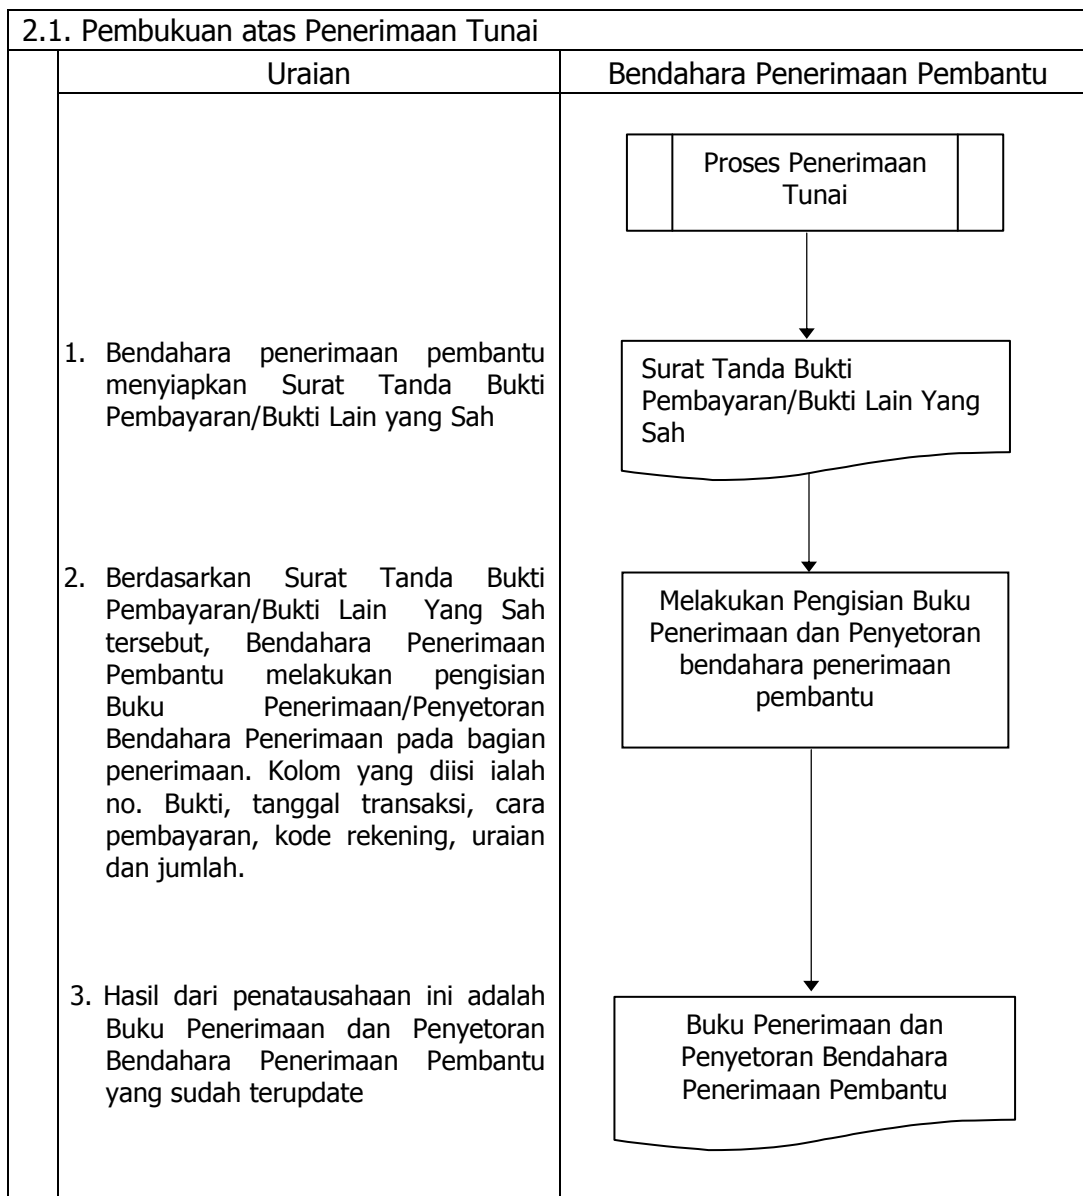 2.1. Pembukuan atas Penerimaan Tunai
Uraian
Bendahara Penerimaan Pembantu
Proses Penerimaan
Tunai
1. Bendahara penerimaan pembantu
menyiapkan Surat Tanda Bukti
Pembayaran/Bukti Lain yang Sah
Surat Tanda Bukti
Pembayaran/Bukti Lain Yang
Sah
2. Berdasarkan Surat Tanda Bukti
Pembayaran/Bukti Lain Yang Sah
tersebut, Bendahara Penerimaan
Pembantu melakukan pengisian
Buku Penerimaan/Penyetoran
Bendahara Penerimaan pada bagian
penerimaan. Kolom yang diisi ialah
no. Bukti, tanggal transaksi, cara
pembayaran, kode rekening, uraian
dan jumlah.
Melakukan Pengisian Buku
Penerimaan dan Penyetoran
bendahara penerimaan
pembantu
3. Hasil dari penatausahaan ini adalah
Buku Penerimaan dan Penyetoran
Bendahara Penerimaan Pembantu
yang sudah terupdate
Buku Penerimaan dan
Penyetoran Bendahara
Penerimaan Pembantu